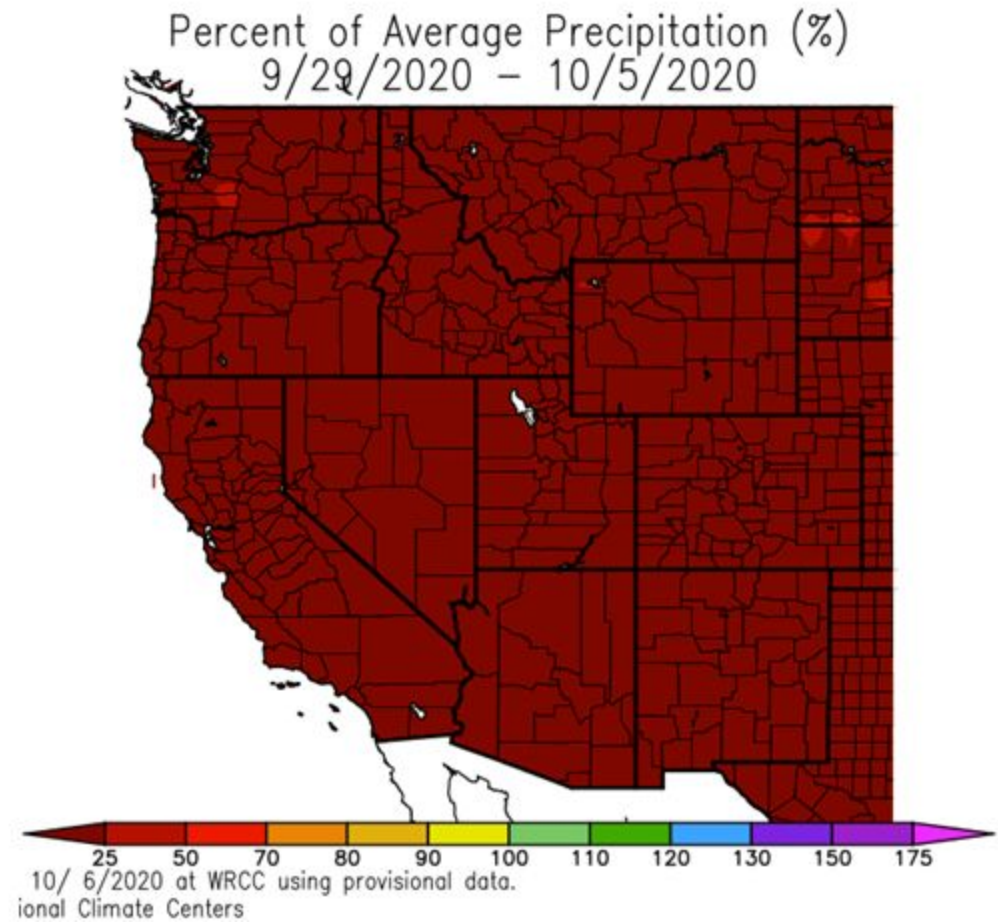 Percent of Average Precipitation (%)
9/29/2020 – 10/5/2020
25 50 70 80 90 100 110 120 130 150 175
10/ 6/2020 at WRCC using provisional data.
ional Climate Centers